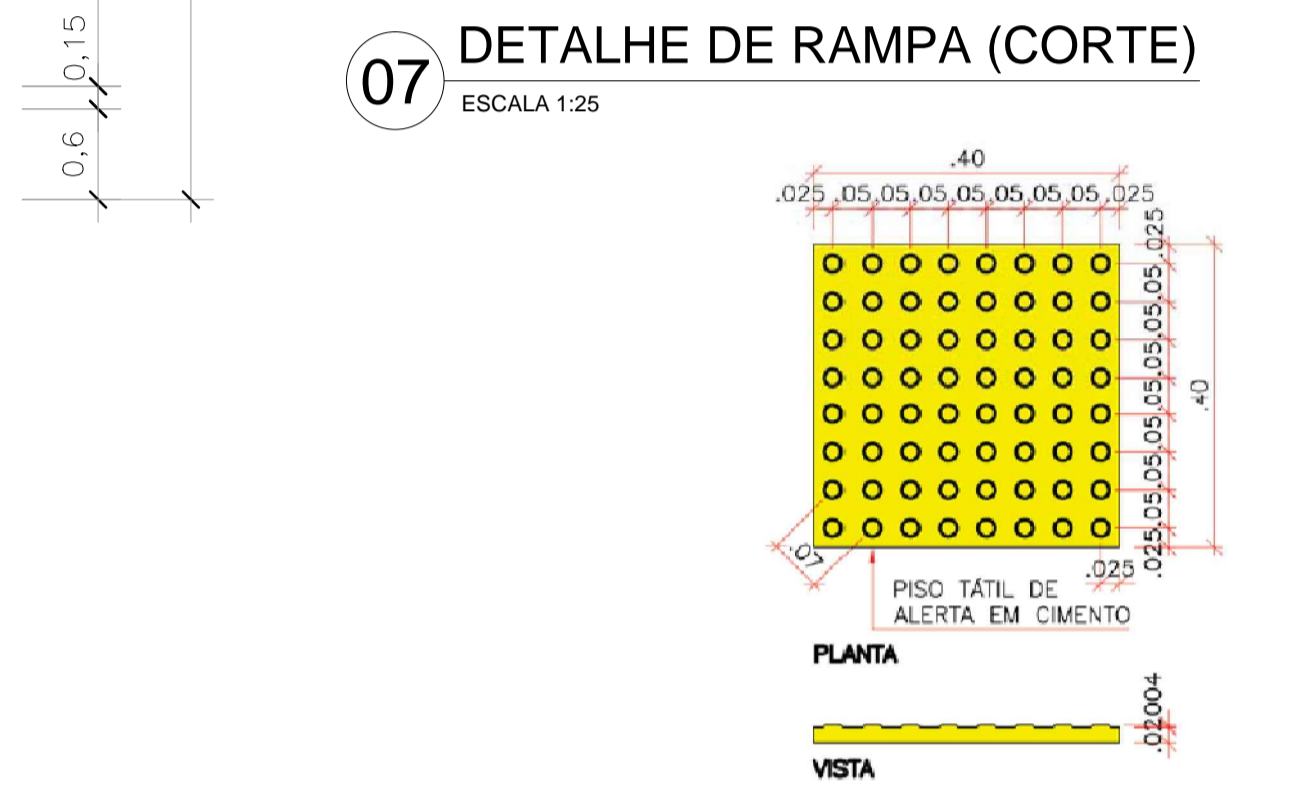 0,15
0,6
07
DETALHE DE RAMPA (CORTE)
ESCALA 1:25
.40
.025 .05 .05 .05 .05 .05 .05 .05 .025
.025 .05 .05 .05 .05 .05 .05 .05 .025
.40
.07
.025
PISO TÁTIL DE
ALERTA EM CIMENTO
PLANTA
.02004
VISTA